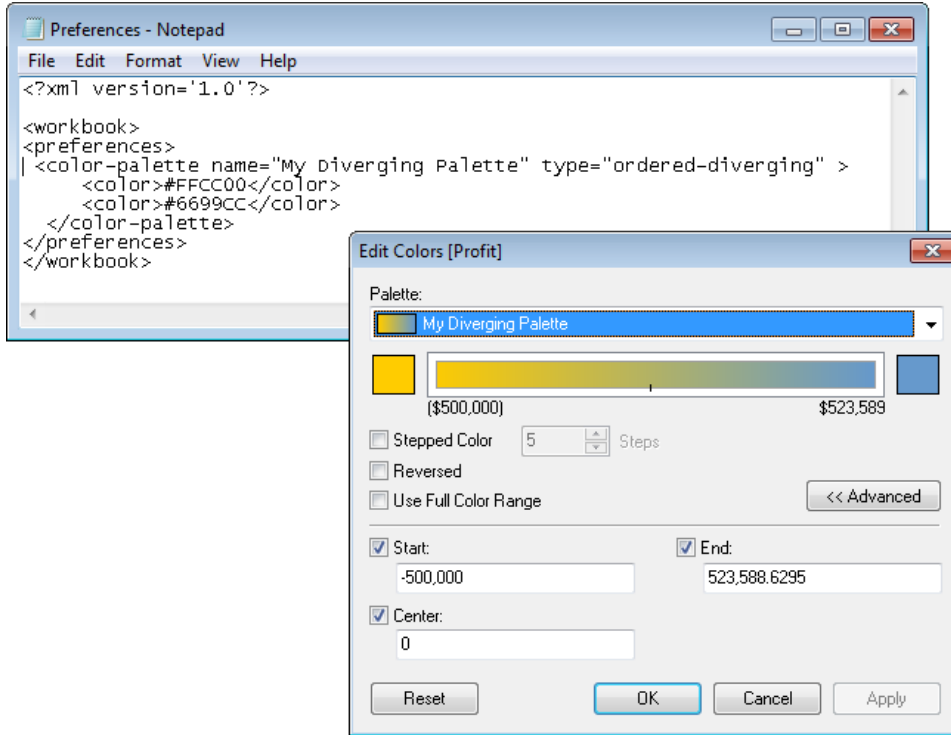 Preferences - Notepad
File Edit Format View Help
<?xml version='1.0'?>
<workbook>
<preferences>
<color-palette name="My Diverging Palette" type="ordered-diverging" >
<color>#FFCC00</color>
<color>#6699CC</color>
</color-palette>
</preferences>
</workbook>
Edit Colors [Profit]
Palette:
My Diverging Palette
($500,000) $523,589
Stepped Color 5 Steps
Reversed
Use Full Color Range << Advanced
Start: End:
-500,000 523,588.6295
Center:
0
Reset OK Cancel Apply